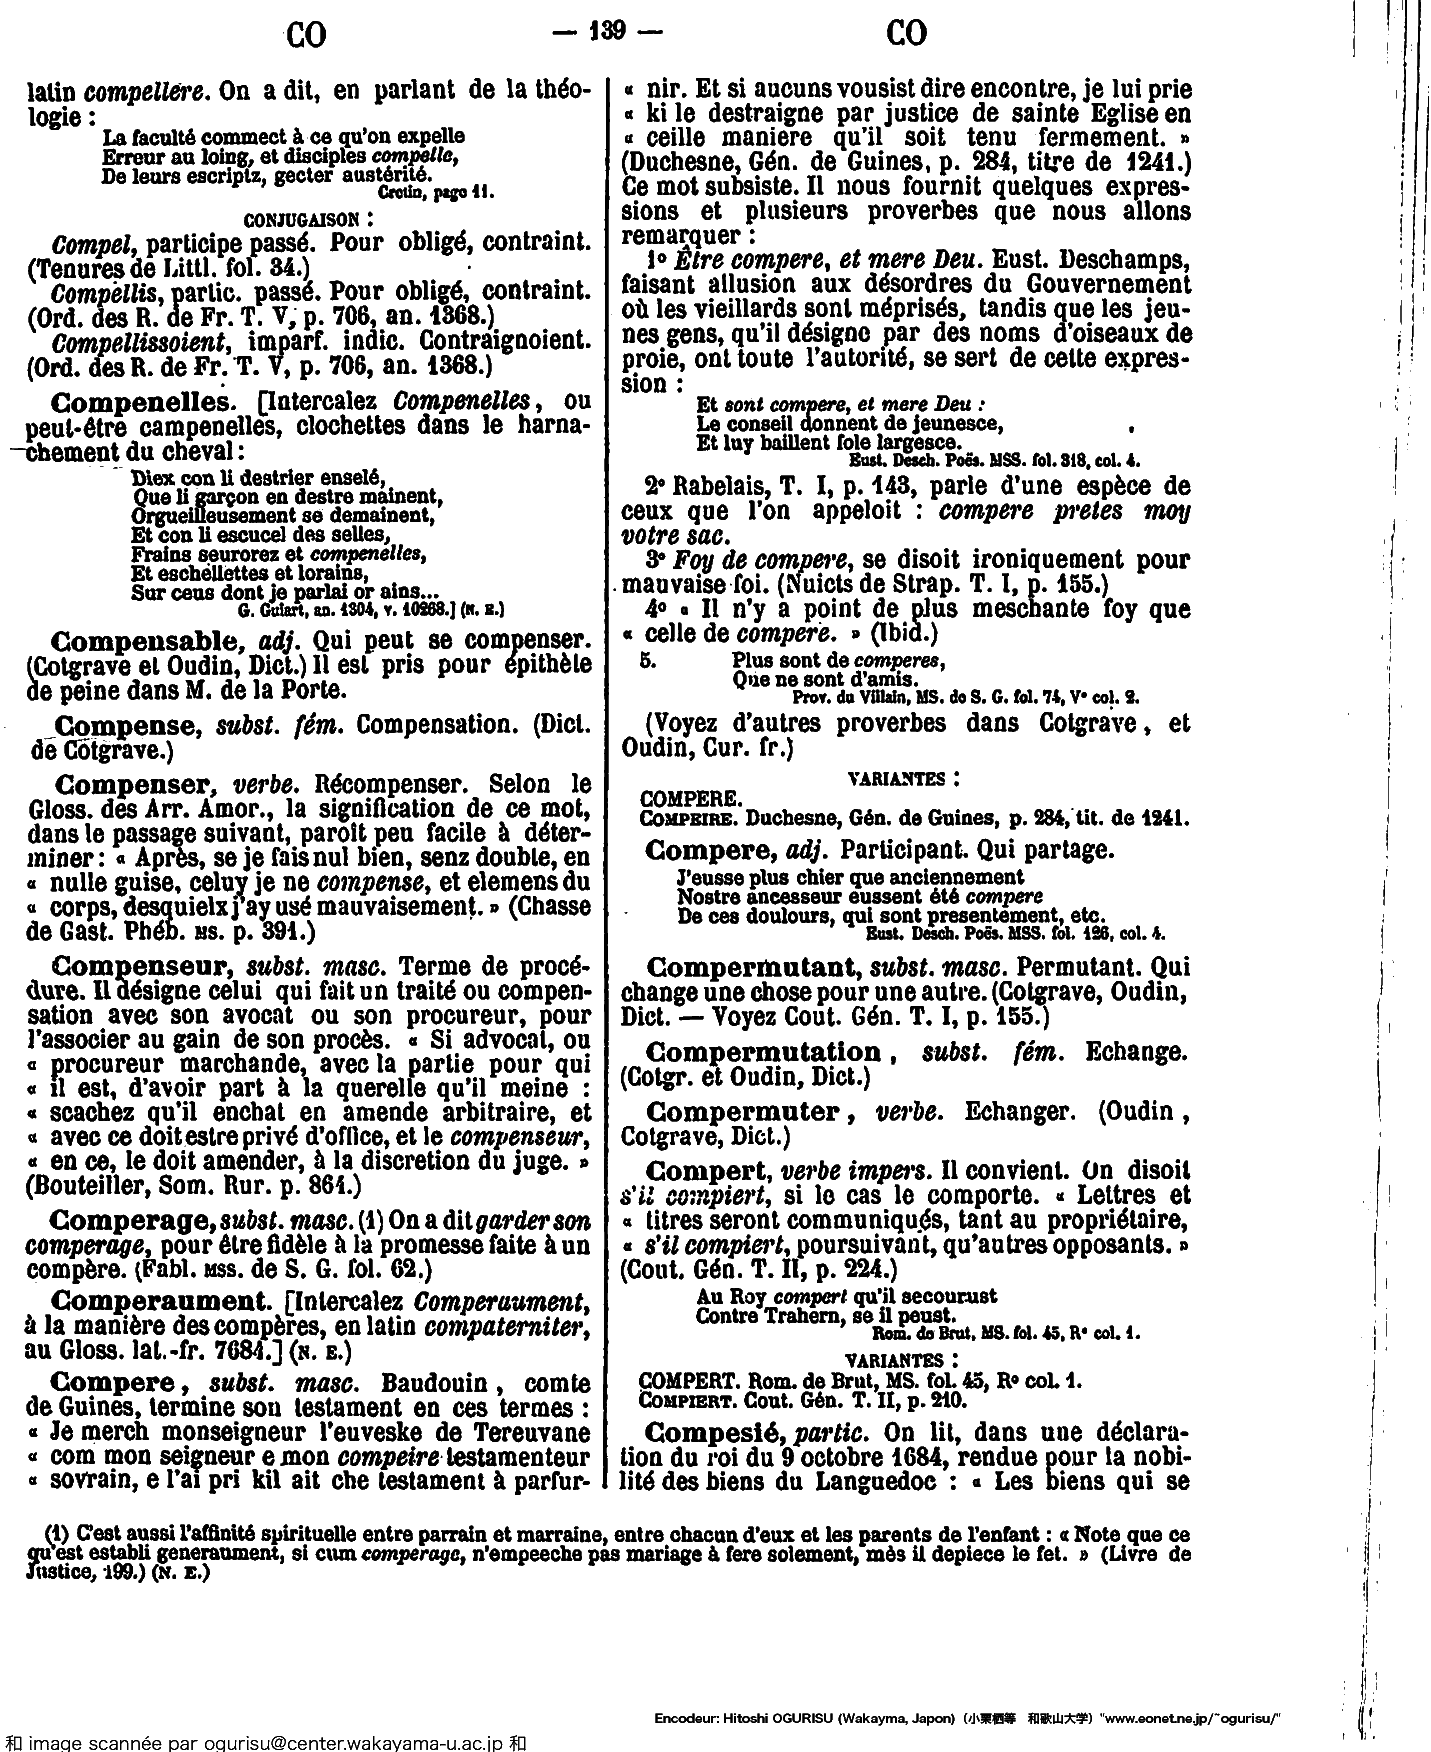 CO — 139 — CO
latin compellere. On a dit, en parlant de la théo-
logie :
La faculté commect à ce qu'on expelle
Erreur au loing, et disciples compelle,
De leurs escriptz, gecter austérité.
Cretin, page 11.
CONJUGAISON :
Compel, participe passé. Pour obligé, contraint.
(Tenures de Littl. fol. 34.)
Compellis, partic. passé. Pour obligé, contraint.
(Ord. des R. de Fr. T. V, p. 706, an. 1368.)
Compellissoient, imparf. indic. Contraignoient.
(Ord. des R. de Fr. T. V, p. 706, an. 1368.)
Compenelles. [Intercalez Compenelles, ou
peut-être campenelles, clochettes dans le harna-
chement du cheval :
Diex con li destrier enselé,
Que li garçon en destre mainent,
Orgueilleusement se demainent,
Et con li escucel des selles,
Frains seurorez et compenelles,
Et eschellettes et lorains,
Sur ceus dont je parlai or ains...
G. Guiart, an. 1304, v. 10268.] (N. E.)
Compensable, adj. Qui peut se compenser.
(Cotgrave et Oudin, Dict.) Il est pris pour épithète
de peine dans M. de la Porte.
Compense, subst. fém. Compensation. (Dict.
de Cotgrave.)
Compenser, verbe. Récompenser. Selon le
Gloss. des Arr. Amor., la signification de ce mot,
dans le passage suivant, paroît peu facile à déter-
miner : « Après, se je fais nul bien, senz double, en
« nulle guise, celuy je ne compense, et elemens du
« corps, desquielx j'ay usé mauvaisement. » (Chasse
de Gast. Phéb. MS. p. 391.)
Compenseur, subst. masc. Terme de procé-
dure. Il désigne celui qui fait un traité ou compen-
sation avec son avocat ou son procureur, pour
l'associer au gain de son procès. « Si advocat, ou
« procureur marchande, avec la partie pour qui
« il est, d'avoir part à la querelle qu'il meine :
« scachez qu'il enchat en amende arbitraire, et
« avec ce doit estre privé d'office, et le compenseur,
« en ce, le doit amender, à la discretion du juge. »
(Bouteiller, Som. Rur. p. 861.)
Comperage, subst. masc. (1) On a dit garder son
comperage, pour être fidèle à la promesse faite à un
compère. (Fabl. MSS. de S. G. fol. 62.)
Comperaument. [Intercalez Comperaument,
à la manière des compères, en latin compaterniter,
au Gloss. lat.-fr. 7684.] (N. E.)
Compere, subst. masc. Baudouin, comte
de Guines, termine son testament en ces termes :
« Je merch monseigneur l'euveske de Tereuvane
« com mon seigneur e mon compeire testamenteur
« sovrain, e l'ai pri kil ait che testament à parfur-
« nir. Et si aucuns vousist dire encontre, je lui prie
« ki le destraigne par justice de sainte Eglise en
« ceille maniere qu'il soit tenu fermement. »
(Duchesne, Gén. de Guines, p. 284, titre de 1241.)
Ce mot subsiste. Il nous fournit quelques expres-
sions et plusieurs proverbes que nous allons
remarquer :
1º Être compere, et mere Deu. Eust. Deschamps,
faisant allusion aux désordres du Gouvernement
où les vieillards sont méprisés, tandis que les jeu-
nes gens, qu'il désigne par des noms d'oiseaux de
proie, ont toute l'autorité, se sert de cette expres-
sion :
Et sont compere, et mere Deu :
Le conseil donnent de jeunesce,
Et luy baillent fole largesce.
Eust. Desch. Poës. MSS. fol. 318, col. 4.
2º Rabelais, T. I, p. 143, parle d'une espèce de
ceux que l'on appeloit : compere pretes moy
votre sac.
3º Foy de compere, se disoit ironiquement pour
mauvaise foi. (Nuicts de Strap. T. I, p. 155.)
4º « Il n'y a point de plus meschante foy que
« celle de compere. » (Ibid.)
5. Plus sont de comperes,
Que ne sont d'amis.
Prov. du Villain, MS. de S. G. fol. 74, Vº col. 2.
(Voyez d'autres proverbes dans Cotgrave, et
Oudin, Cur. fr.)
VARIANTES :
COMPERE.
COMPEIRE. Duchesne, Gén. de Guines, p. 284, tit. de 1241.
Compere, adj. Participant. Qui partage.
J'eusse plus chier que anciennement
Nostre ancesseur eussent été compere
De ces doulours, qui sont presentement, etc.
Eust. Desch. Poës. MSS. fol. 126, col. 4.
Compermutant, subst. masc. Permutant. Qui
change une chose pour une autre. (Cotgrave, Oudin,
Dict. — Voyez Cout. Gén. T. I, p. 155.)
Compermutation, subst. fém. Echange.
(Cotgr. et Oudin, Dict.)
Compermuter, verbe. Echanger. (Oudin,
Cotgrave, Dict.)
Compert, verbe impers. Il convient. On disoit
s'il compiert, si le cas le comporte. « Lettres et
« titres seront communiqués, tant au propriétaire,
« s'il compiert, poursuivant, qu'autres opposants. »
(Cout. Gén. T. II, p. 224.)
Au Roy compert qu'il secourust
Contre Trahern, se il peust.
Rom. de Brut, MS. fol. 45, Rº col. 1.
VARIANTES :
COMPERT. Rom. de Brut, MS. fol. 45, Rº col. 1.
COMPIERT. Cout. Gén. T. II, p. 210.
Compesié, partic. On lit, dans une déclara-
tion du roi du 9 octobre 1684, rendue pour la nobi-
lité des biens du Languedoc : « Les biens qui se
(1) C'est aussi l'affinité spirituelle entre parrain et marraine, entre chacun d'eux et les parents de l'enfant : « Note que ce
qu'est establi generaument, si cum comperage, n'empeeche pas mariage à fere solement, mès il depiece le fet. » (Livre de
Justice, 199.) (N. E.)
Encodeur: Hitoshi OGURISU (Wakayma, Japon) (小栗栖等 和歌山大学) "www.eonet.ne.jp/~ogurisu/"
和 image scannée par ogurisu@center.wakayama-u.ac.jp 和